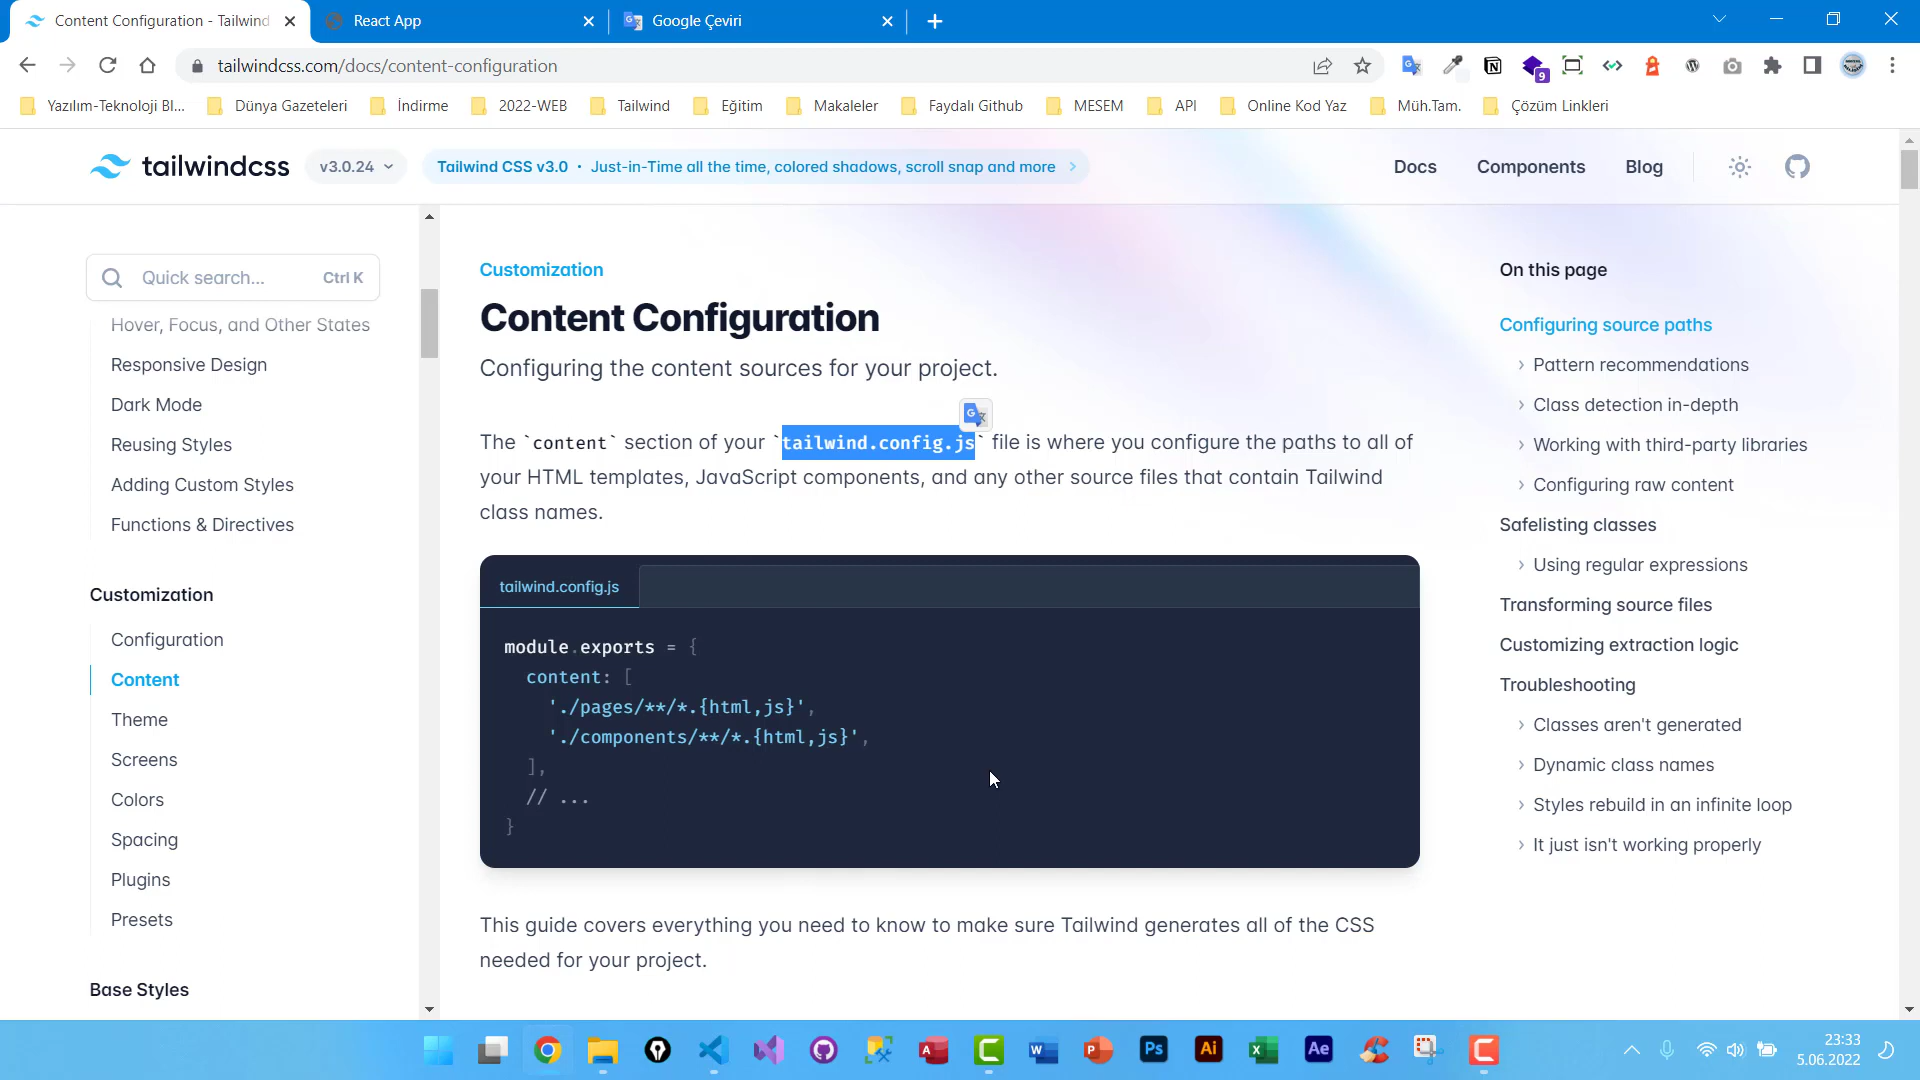 Content Configuration - Tailwind
React App
Google Çeviri
tailwindcss.com/docs/content-configuration
9
Yazılım-Teknoloji Bl...
Dünya Gazeteleri
İndirme
2022-WEB
Tailwind
Eğitim
Makaleler
Faydalı Github
MESEM
API
Online Kod Yaz
Müh.Tam.
Çözüm Linkleri
tailwindcss
v3.0.24
Tailwind CSS v3.0 · Just-in-Time all the time, colored shadows, scroll snap and more
Docs
Components
Blog
Quick search...
Ctrl K
Hover, Focus, and Other States
Responsive Design
Dark Mode
Reusing Styles
Adding Custom Styles
Functions & Directives
Customization
Configuration
Content
Theme
Screens
Colors
Spacing
Plugins
Presets
Base Styles
Customization
Content Configuration
Configuring the content sources for your project.
The `content` section of your `tailwind.config.js` file is where you configure the paths to all of
your HTML templates, JavaScript components, and any other source files that contain Tailwind
class names.
tailwind.config.js
module.exports = {
content: [
'./pages/**/*.{html,js}',
'./components/**/*.{html,js}',
],
// ...
}
This guide covers everything you need to know to make sure Tailwind generates all of the CSS
needed for your project.
On this page
Configuring source paths
Pattern recommendations
Class detection in-depth
Working with third-party libraries
Configuring raw content
Safelisting classes
Using regular expressions
Transforming source files
Customizing extraction logic
Troubleshooting
Classes aren't generated
Dynamic class names
Styles rebuild in an infinite loop
It just isn't working properly
Ps
Ai
Ae
23:33
5.06.2022